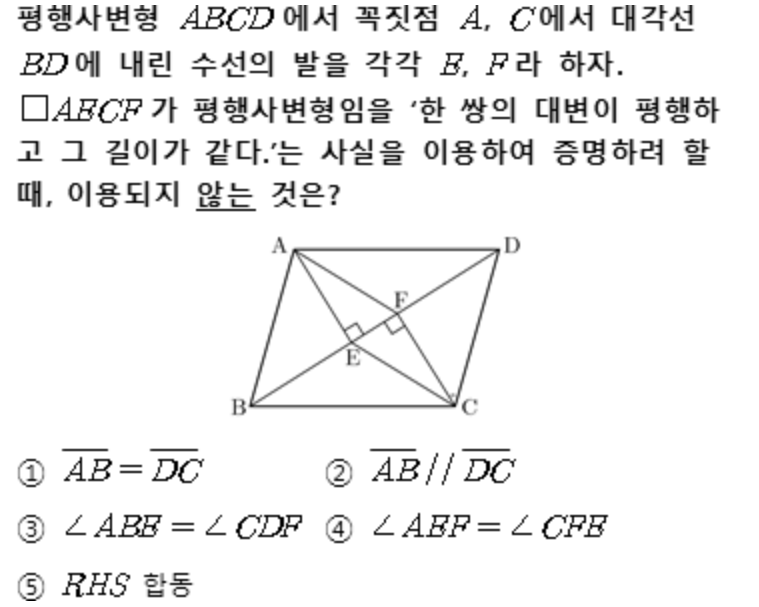 평행사변형 ABCD에서 꼭짓점 A, C에서 대각선
BD에 내린 수선의 발을 각각 E, F라 하자.
□AECF가 평행사변형임을 ‘한 쌍의 대변이 평행하
고 그 길이가 같다.’는 사실을 이용하여 증명하려 할
때, 이용되지 않는 것은?
A D
F
E
B C
① \overline{AB} = \overline{DC} ② \overline{AB} // \overline{DC}
③ ∠ABE = ∠CDF ④ ∠AEF = ∠CFE
⑤ RHS 합동